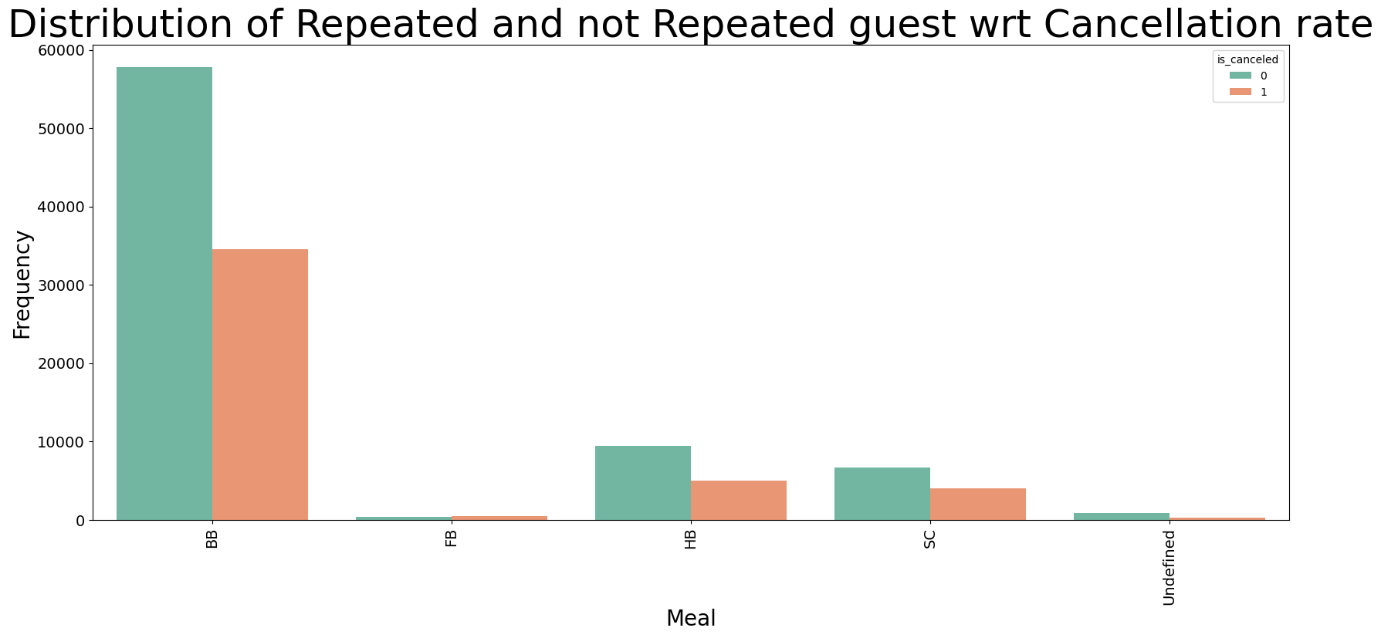 Distribution of Repeated and not Repeated guest wrt Cancellation rate
60000
50000
40000
30000
20000
10000
0
Frequency
is_canceled
0
1
BB
FB
HB
SC
Undefined
Meal